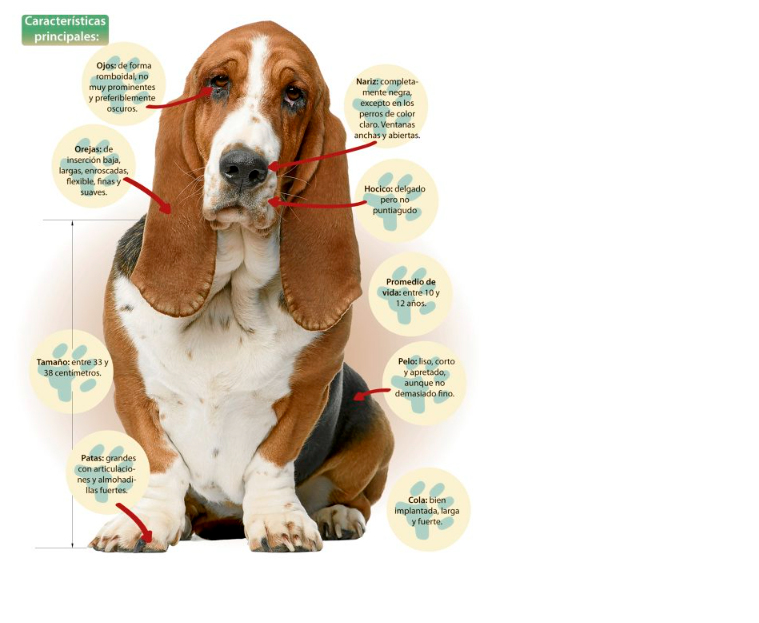 Características
principales:
Ojos: de forma
romboidal, no
muy prominentes
y preferiblemente
oscuros.
Nariz: completa-
mente negra,
excepto en los
perros de color
claro. Ventanas
anchas y abiertas.
Orejas: de
inserción baja,
largas, enroscadas,
flexible, finas y
suaves.
Hocico: delgado
pero no
puntiagudo
Promedio de
vida: entre 10 y
12 años.
Tamaño: entre 33 y
38 centímetros.
Pelo: liso, corto
y apretado,
aunque no
demasiado fino.
Patas: grandes
con articulacio-
nes y almohadi-
llas fuertes.
Cola: bien
implantada, larga
y fuerte.